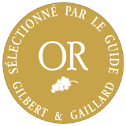 SÉLECTIONNÉ PAR LE GUIDE
OR
GILBERT & GAILLARD